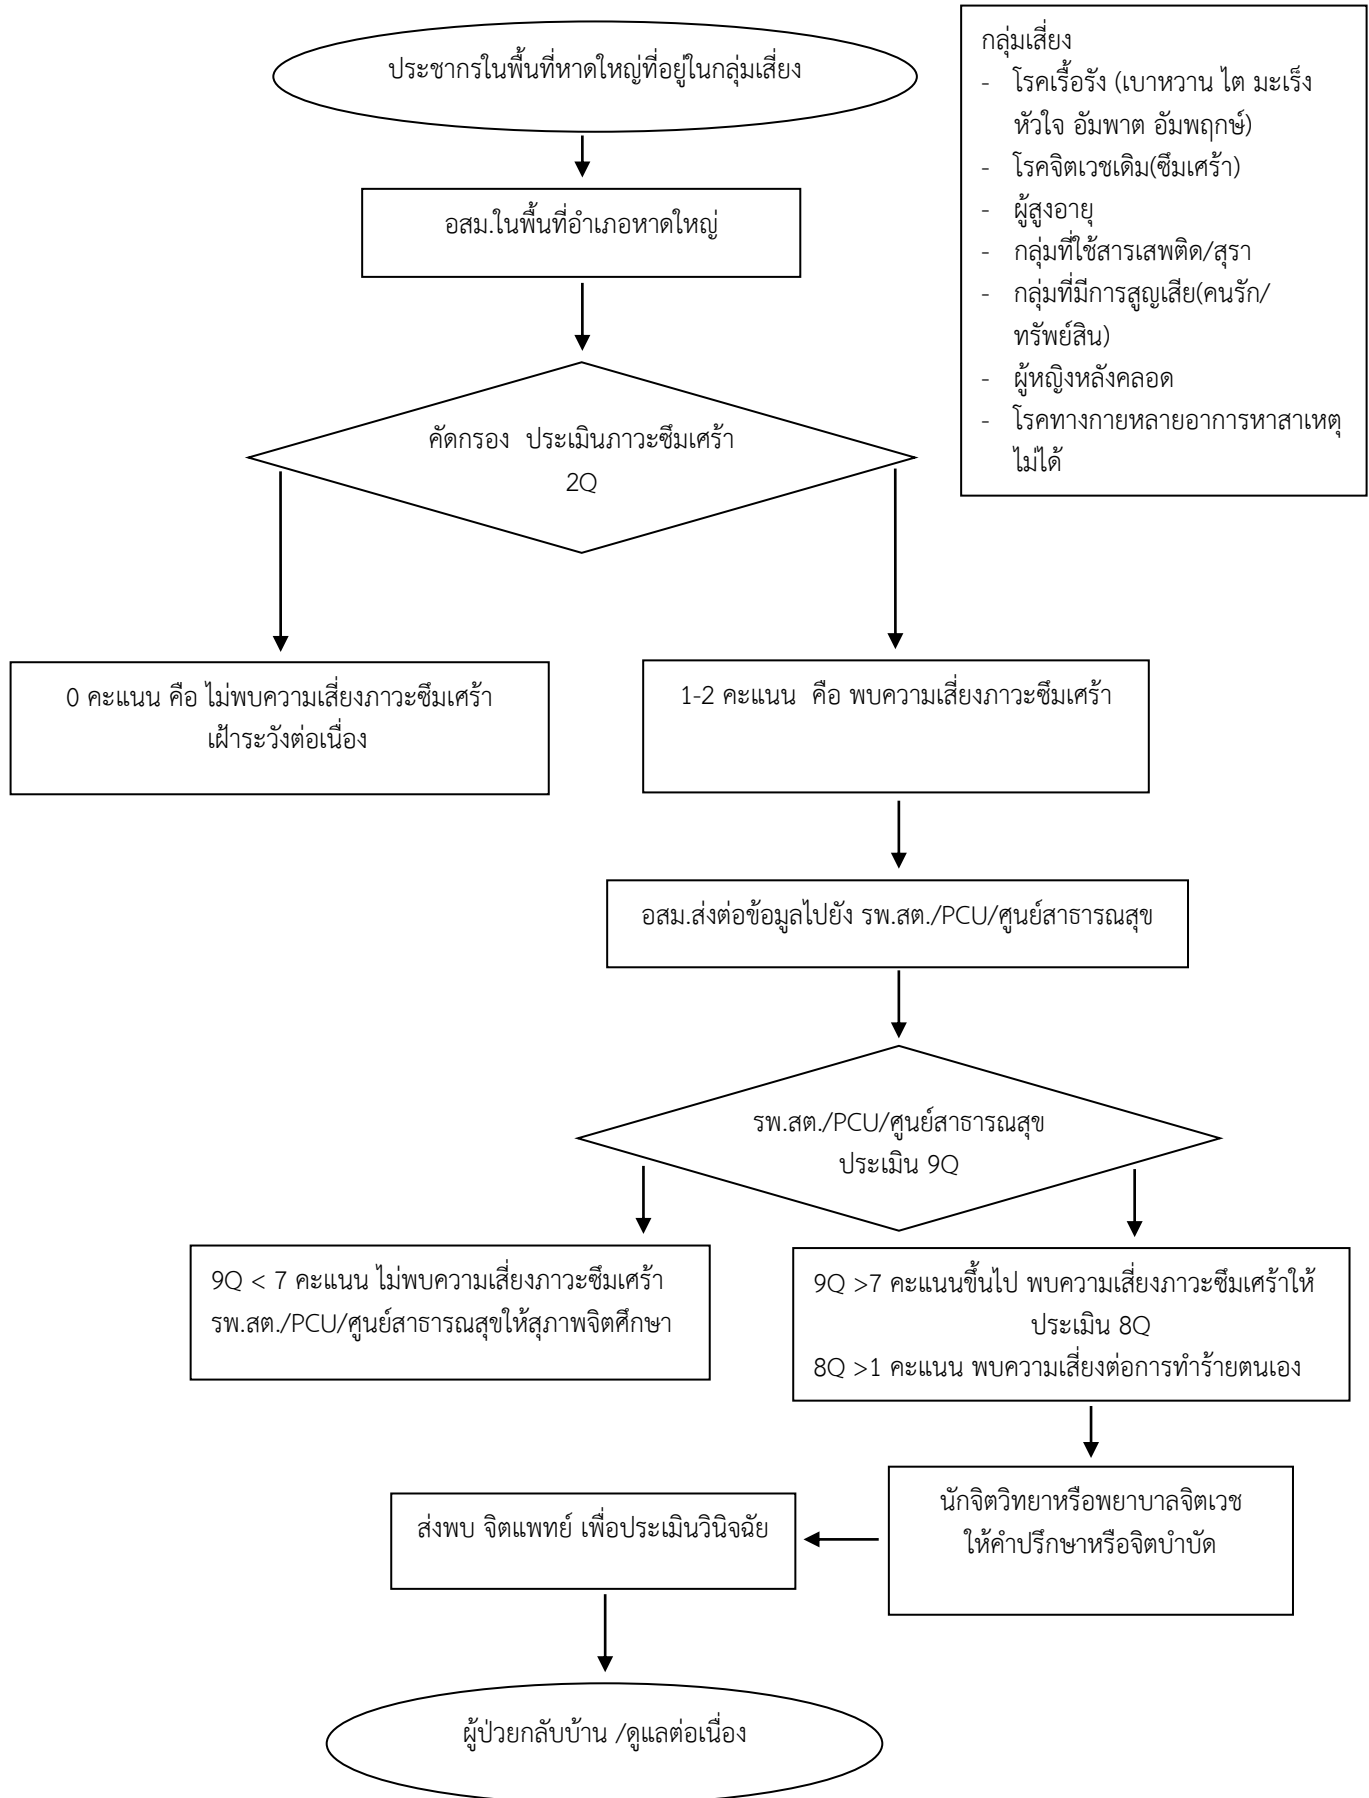 ประชากรในพื้นที่หาดใหญ่ที่อยู่ในกลุ่มเสี่ยง
กลุ่มเสี่ยง
- โรคเรื้อรัง (เบาหวาน ไต มะเร็ง
หัวใจ อัมพาต อัมพฤกษ์)
- โรคจิตเวชเดิม(ซึมเศร้า)
- ผู้สูงอายุ
- กลุ่มที่ใช้สารเสพติด/สุรา
- กลุ่มที่มีการสูญเสีย(คนรัก/
ทรัพย์สิน)
- ผู้หญิงหลังคลอด
- โรคทางกายหลายอาการหาสาเหตุ
ไม่ได้
อสม.ในพื้นที่อำเภอหาดใหญ่
คัดกรอง ประเมินภาวะซึมเศร้า
2Q
0 คะแนน คือ ไม่พบความเสี่ยงภาวะซึมเศร้า
เฝ้าระวังต่อเนื่อง
1-2 คะแนน คือ พบความเสี่ยงภาวะซึมเศร้า
อสม.ส่งต่อข้อมูลไปยัง รพ.สต./PCU/ศูนย์สาธารณสุข
รพ.สต./PCU/ศูนย์สาธารณสุข
ประเมิน 9Q
9Q < 7 คะแนน ไม่พบความเสี่ยงภาวะซึมเศร้า
รพ.สต./PCU/ศูนย์สาธารณสุขให้สุภาพจิตศึกษา
9Q >7 คะแนนขึ้นไป พบความเสี่ยงภาวะซึมเศร้าให้
ประเมิน 8Q
8Q >1 คะแนน พบความเสี่ยงต่อการทำร้ายตนเอง
นักจิตวิทยาหรือพยาบาลจิตเวช
ให้คำปรึกษาหรือจิตบำบัด
ส่งพบ จิตแพทย์ เพื่อประเมินวินิจฉัย
ผู้ป่วยกลับบ้าน /ดูแลต่อเนื่อง